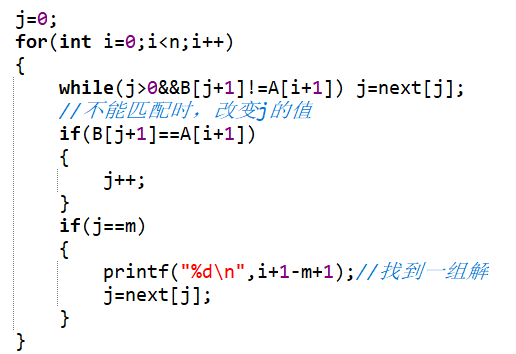 j=0;
for(int i=0;i<n;i++)
{
    while(j>0&&B[j+1]!=A[i+1]) j=next[j];
    //不能匹配时，改变j的值
    if(B[j+1]==A[i+1])
    {
        j++;
    }
    if(j==m)
    {
        printf("%d\n",i+1-m+1);//找到一组解
        j=next[j];
    }
}